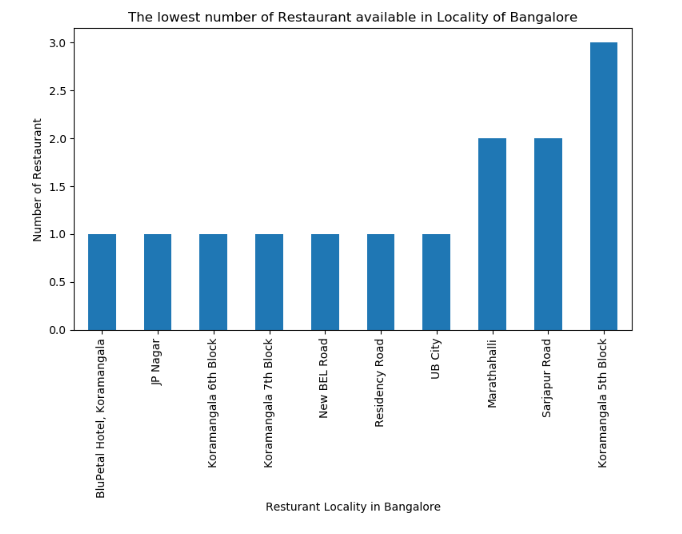 The lowest number of Restaurant available in Locality of Bangalore
3.0
2.5
2.0
1.5
1.0
0.5
0.0
Number of Restaurant
BluPetal Hotel, Koramangala
JP Nagar
Koramangala 6th Block
Koramangala 7th Block
New BEL Road
Residency Road
UB City
Marathahalli
Sarjapur Road
Koramangala 5th Block
Resturant Locality in Bangalore